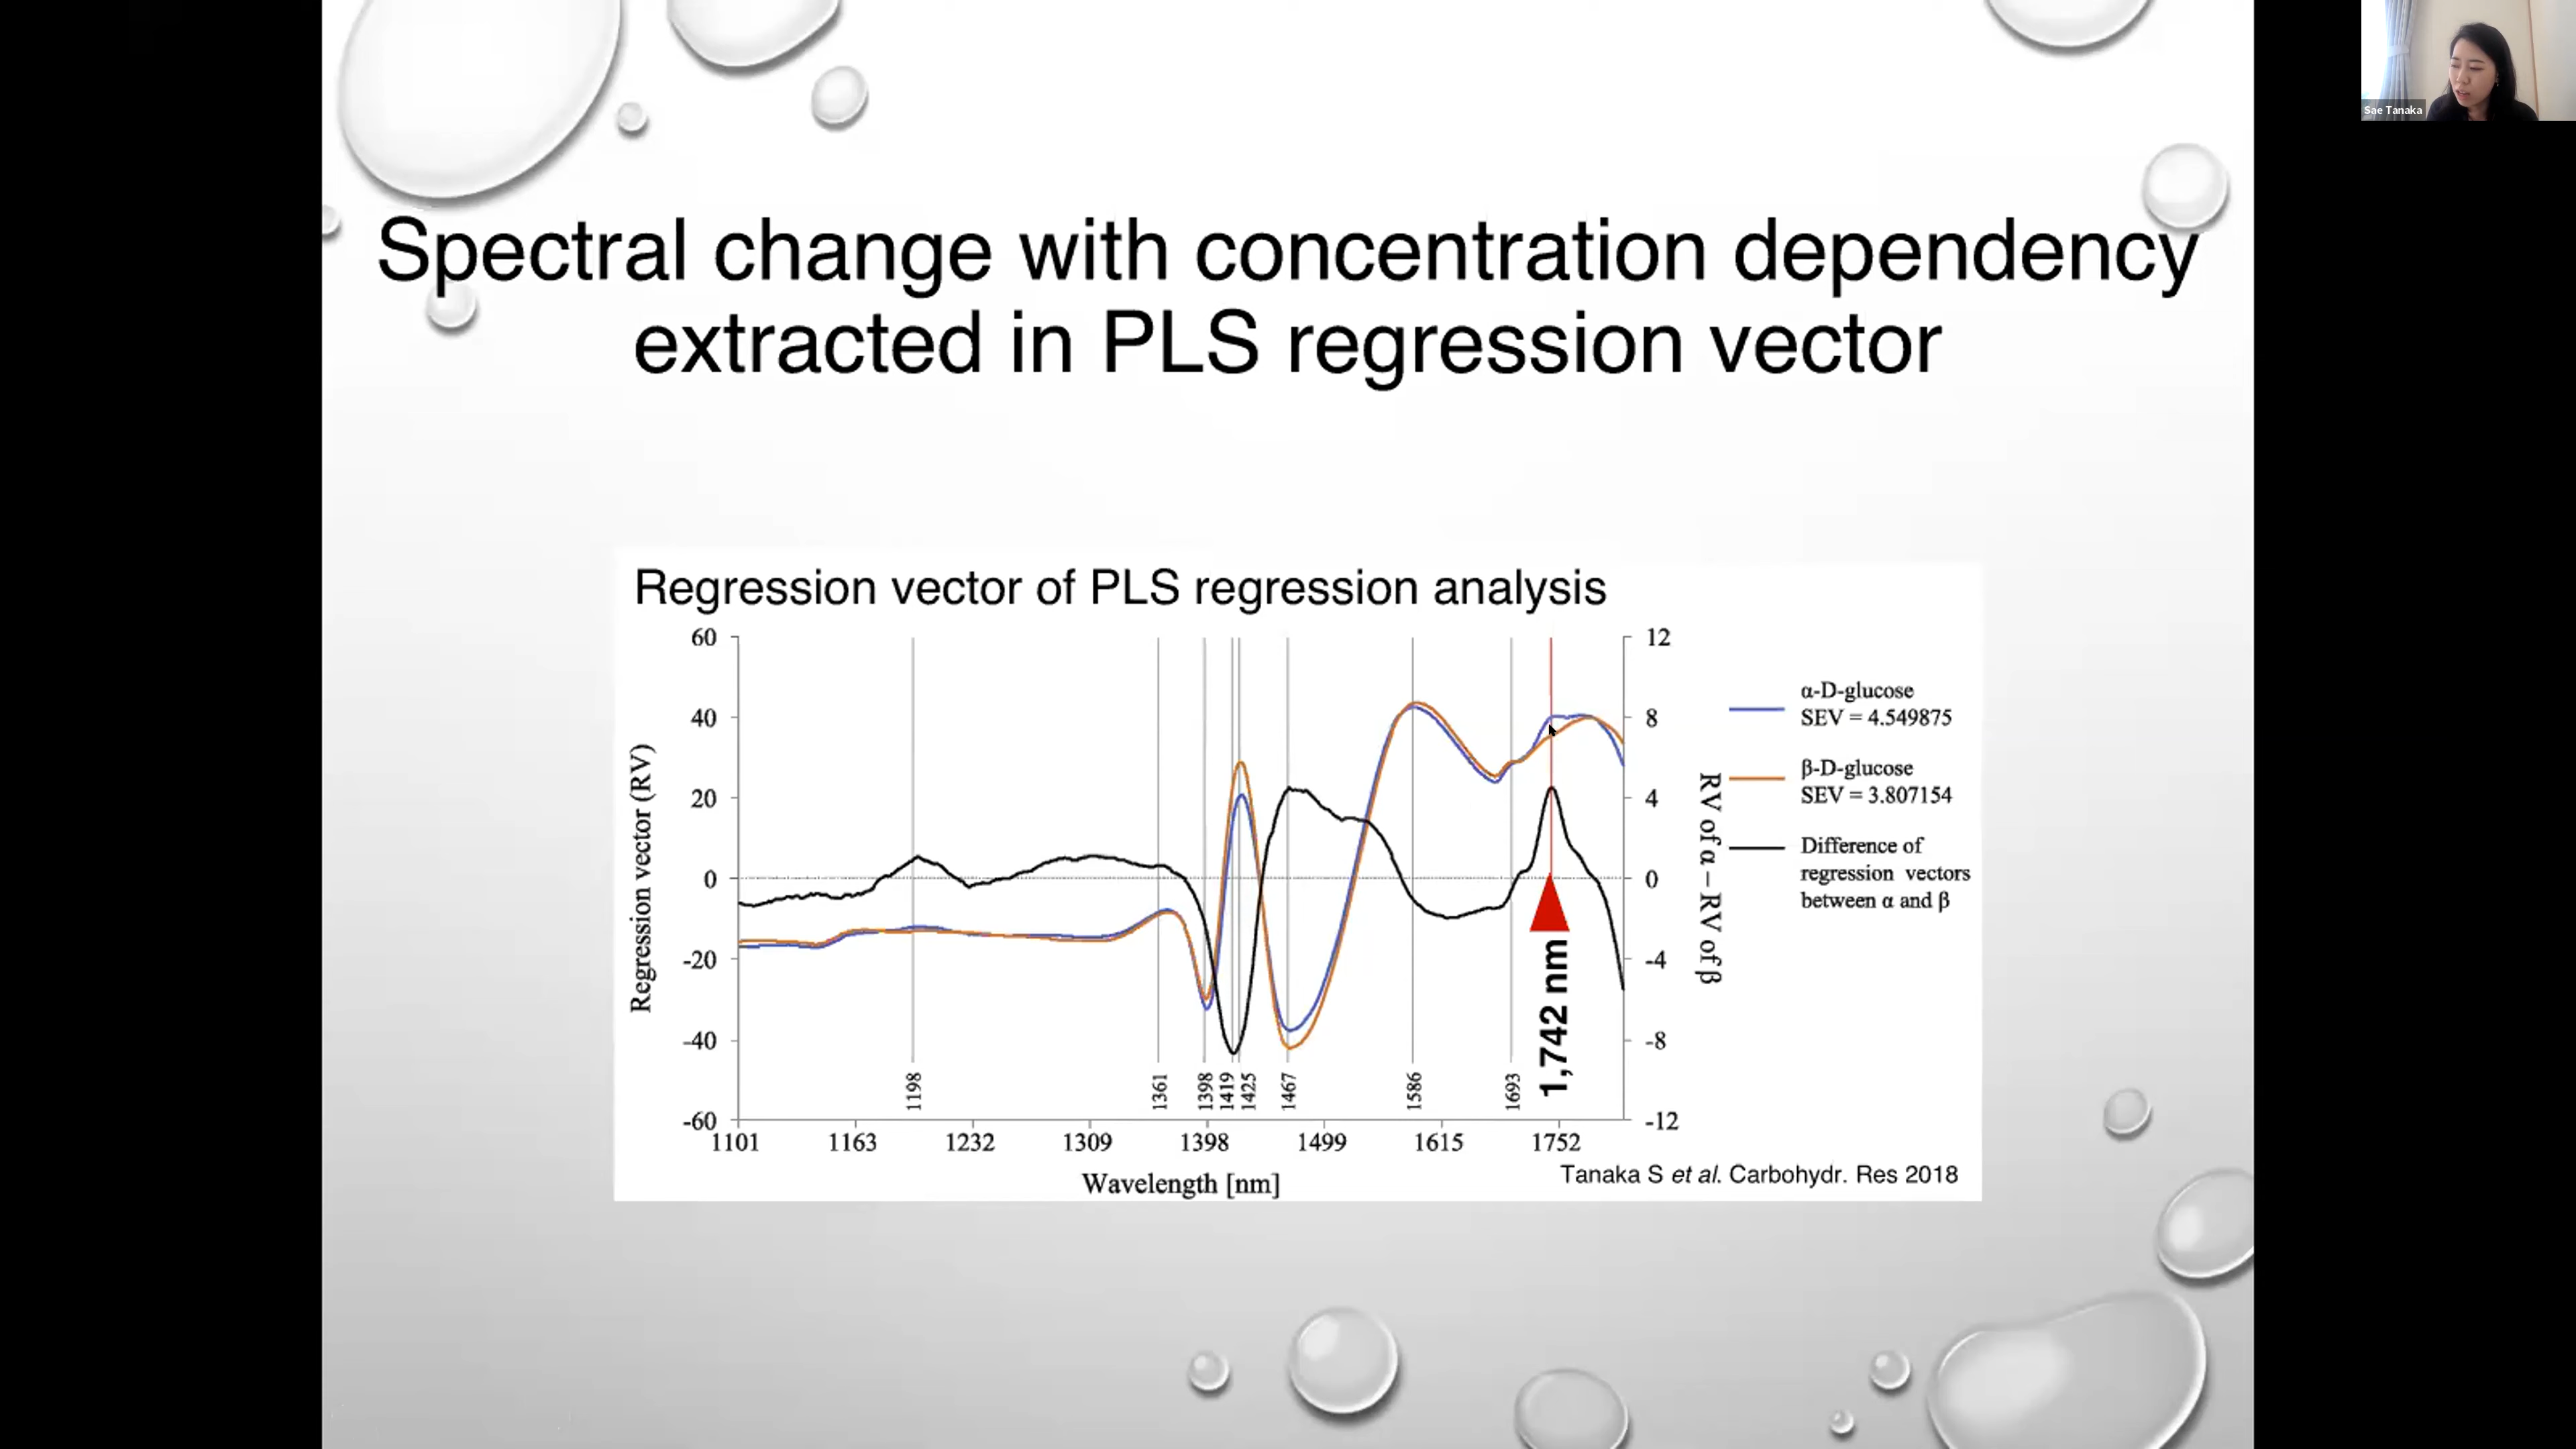 Sae Tanaka
Spectral change with concentration dependency
extracted in PLS regression vector
Regression vector of PLS regression analysis
60
40
20
0
-20
-40
-60
Regression vector (RV)
12
8
4
0
-4
-8
-12
RV of α – RV of β
α-D-glucose
SEV = 4.549875
β-D-glucose
SEV = 3.807154
Difference of
regression vectors
between α and β
1198
1361
1398
1419
1425
1467
1586
1693
1,742 nm
1101 1163 1232 1309 1398 1499 1615 1752
Wavelength [nm]
Tanaka S et al. Carbohydr. Res 2018